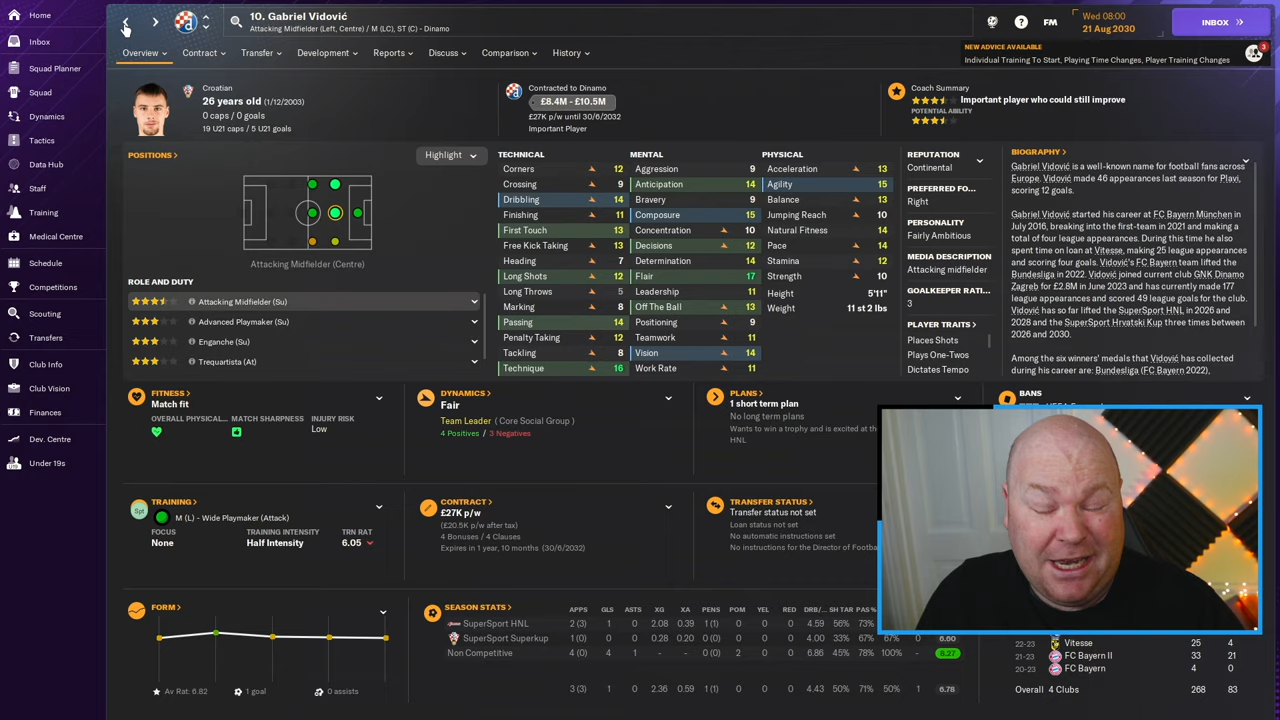 Home
Inbox
Squad Planner
Squad
Dynamics
Tactics
Data Hub
Staff
Training
Medical Centre
Schedule
Competitions
Scouting
Transfers
Club Info
Club Vision
Finances
Dev. Centre
Under 19s
10. Gabriel Vidović
Attacking Midfielder (Left, Centre) / M (LC), ST (C) - Dinamo
FM
Wed 08:00
21 Aug 2030
INBOX
Overview
Contract
Transfer
Development
Reports
Discuss
Comparison
History
NEW ADVICE AVAILABLE
Individual Training To Start, Playing Time Changes, Player Training Changes
3
Croatian
26 years old (1/12/2003)
0 caps / 0 goals
19 U21 caps / 5 U21 goals
Contracted to Dinamo
£8.4M - £10.5M
£27K p/w until 30/6/2032
Important Player
Coach Summary
Important player who could still improve
POTENTIAL ABILITY
POSITIONS
Highlight
Attacking Midfielder (Centre)
ROLE AND DUTY
Attacking Midfielder (Su)
Advanced Playmaker (Su)
Enganche (Su)
Trequartista (At)
TECHNICAL
Corners 12
Crossing 9
Dribbling 14
Finishing 11
First Touch 13
Free Kick Taking 13
Heading 7
Long Shots 12
Long Throws 5
Marking 8
Passing 14
Penalty Taking 12
Tackling 8
Technique 16
MENTAL
Aggression 9
Anticipation 14
Bravery 9
Composure 15
Concentration 10
Decisions 12
Determination 14
Flair 17
Leadership 11
Off The Ball 13
Positioning 9
Teamwork 11
Vision 14
Work Rate 11
PHYSICAL
Acceleration 13
Agility 15
Balance 13
Jumping Reach 10
Natural Fitness 14
Pace 14
Stamina 12
Strength 10
Height 5'11"
Weight 11 st 2 lbs
REPUTATION
Continental
PREFERRED FO...
Right
PERSONALITY
Fairly Ambitious
MEDIA DESCRIPTION
Attacking midfielder
GOALKEEPER RATI...
3
PLAYER TRAITS
Places Shots
Plays One-Twos
Dictates Tempo
BIOGRAPHY
Gabriel Vidović is a well-known name for football fans across
Europe. Vidović made 46 appearances last season for Plavi,
scoring 12 goals.
Gabriel Vidović started his career at FC Bayern München in
July 2016, breaking into the first-team in 2021 and making a
total of four league appearances. During this time he also
spent time on loan at Vitesse, making 25 league appearances
and scoring four goals. Vidović's FC Bayern team lifted the
Bundesliga in 2022. Vidović joined current club GNK Dinamo
Zagreb for £2.8M in June 2023 and has currently made 177
league appearances and scored 49 league goals for the club.
Vidović has so far lifted the SuperSport HNL in 2026 and
2028 and the SuperSport Hrvatski Kup three times between
2026 and 2030.
Among the six winners' medals that Vidović has collected
during his career are: Bundesliga (FC Bayern 2022),
FITNESS
Match fit
OVERALL PHYSICAL... MATCH SHARPNESS INJURY RISK
Low
DYNAMICS
Fair
Team Leader ( Core Social Group )
4 Positives / 3 Negatives
PLANS
1 short term plan
No long term plans
Wants to win a trophy and is excited at the
HNL
BANS
TRAINING
Spt
M (L) - Wide Playmaker (Attack)
FOCUS TRAINING INTENSITY TRN RAT
None Half Intensity 6.05
CONTRACT
£27K p/w
(£20.5K p/w after tax)
4 Bonuses / 4 Clauses
Expires in 1 year, 10 months (30/6/2032)
TRANSFER STATUS
Transfer status not set
Loan status not set
No automatic instructions set
No instructions for the Director of Footba
FORM
Av Rat: 6.82 1 goal 0 assists
SEASON STATS
APPS GLS ASTS XG XA PENS POM YEL RED DRB/... SH TAR PAS %
SuperSport HNL 2 (3) 1 0 2.08 0.39 1 (1) 0 0 0 4.59 56% 73%
SuperSport Superkup 1 (0) 0 0 0.28 0.20 0 (0) 0 0 0 4.00 33% 67% 67% 0 6.60
Non Competitive 4 (0) 4 1 - - 0 (0) 2 0 0 6.86 45% 78% 100% - 8.27
3 (3) 1 0 2.36 0.59 1 (1) 0 0 0 4.43 50% 71% 50% 1 6.78
22-23 Vitesse 25 4
21-23 FC Bayern II 33 21
20-23 FC Bayern 4 0
Overall 4 Clubs 268 83